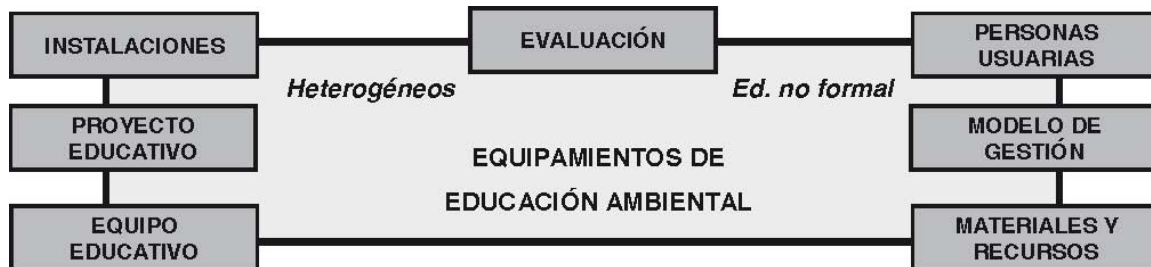 INSTALACIONES
EVALUACIÓN
PERSONAS
USUARIAS
Heterogéneos
Ed. no formal
PROYECTO
EDUCATIVO
MODELO DE
GESTIÓN
EQUIPAMIENTOS DE
EDUCACIÓN AMBIENTAL
EQUIPO
EDUCATIVO
MATERIALES Y
RECURSOS